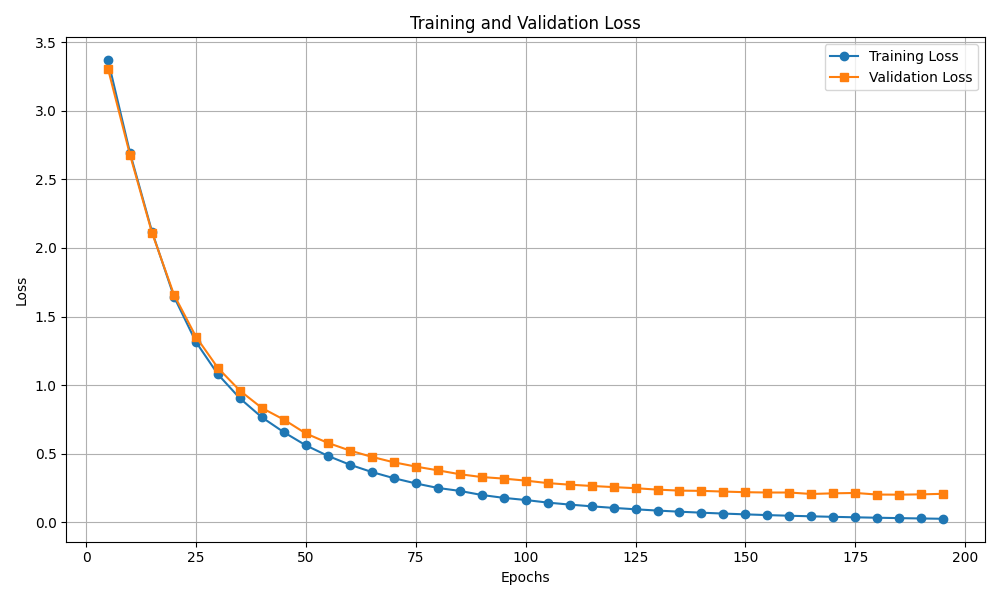 Training and Validation Loss
Training Loss
Validation Loss
3.5
3.0
2.5
2.0
1.5
1.0
0.5
0.0
Loss
0 25 50 75 100 125 150 175 200
Epochs